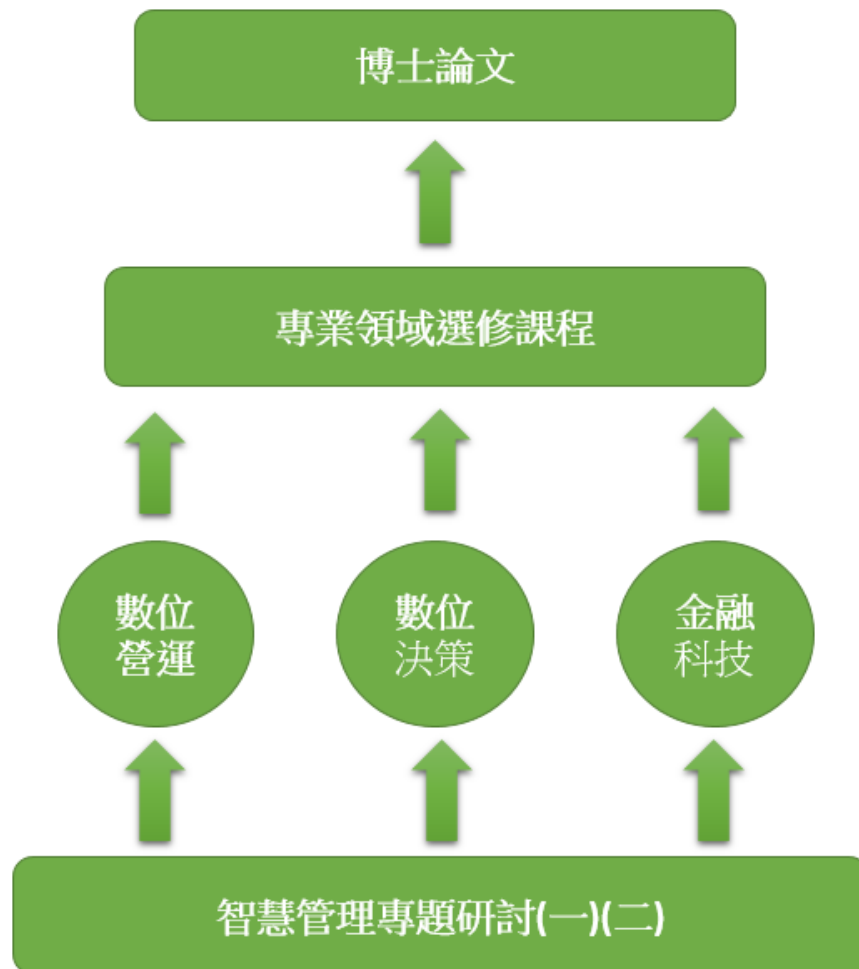 博士論文
專業領域選修課程
數位
營運
數位
決策
金融
科技
智慧管理專題研討(一)(二)